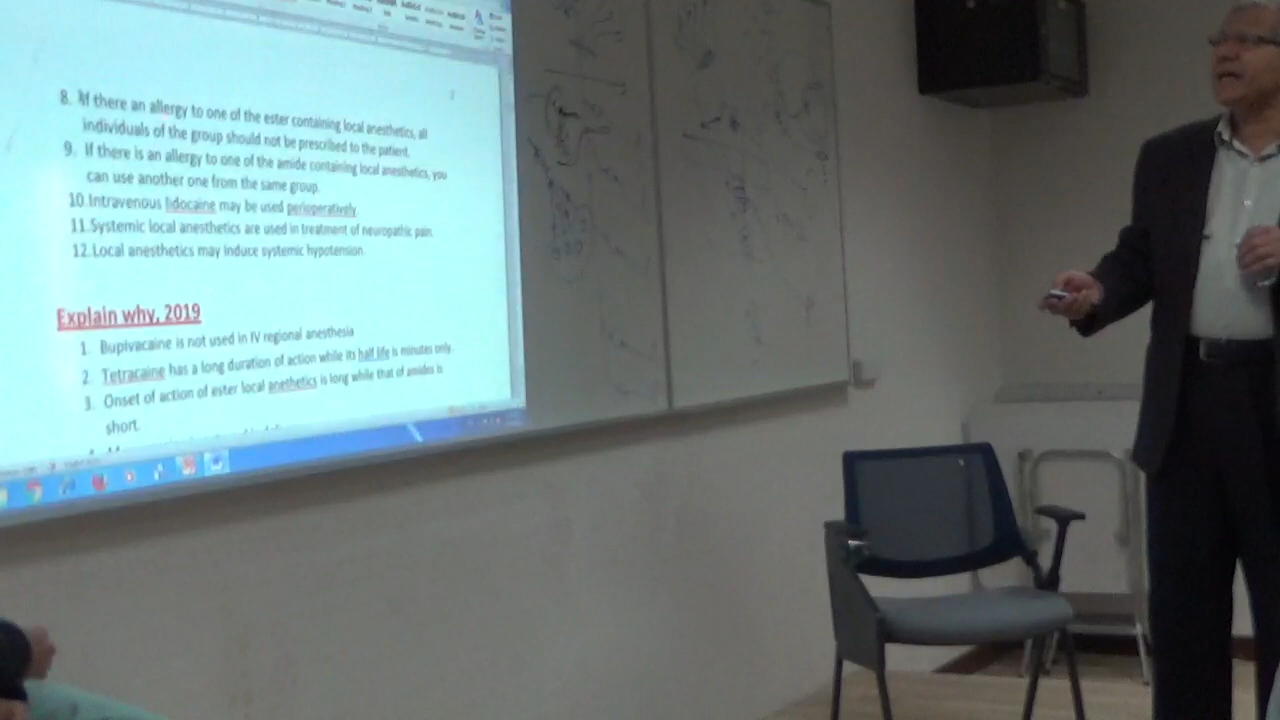 8. If there an allergy to one of the ester containing local anesthetics, all
individuals of the group should not be prescribed to the patient.
9. If there is an allergy to one of the amide containing local anesthetics, you
can use another one from the same group.
10. Intravenous lidocaine may be used perioperatively
11. Systemic local anesthetics are used in treatment of neuropathic pain.
12. Local anesthetics may induce systemic hypotension.
Explain why, 2019
1. Bupivacaine is not used in IV regional anesthesia
2. Tetracaine has a long duration of action while its half life is minutes only.
3. Onset of action of ester local anethetics is long while that of amides is
short.